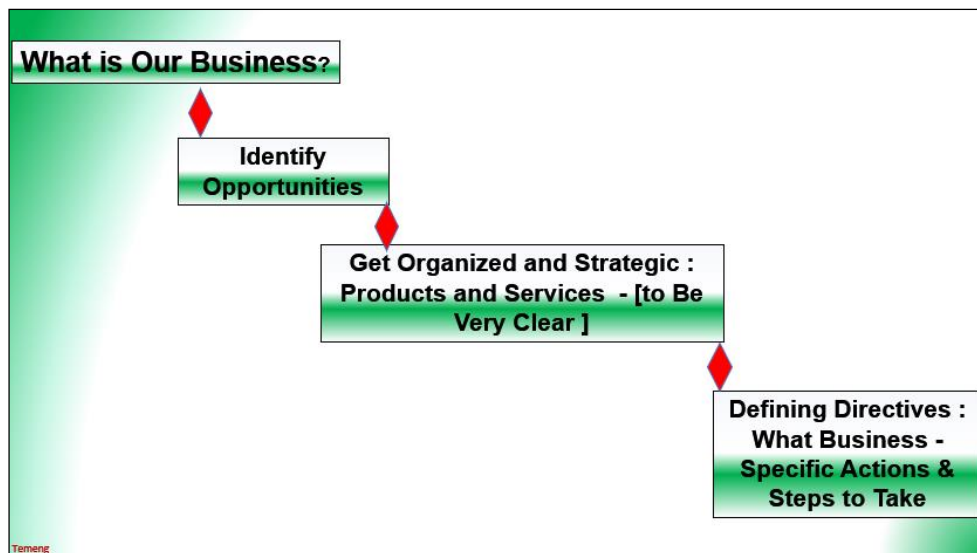 What is Our Business?
Identify
Opportunities
Get Organized and Strategic :
Products and Services - [to Be
Very Clear ]
Defining Directives :
What Business -
Specific Actions &
Steps to Take
Temeng